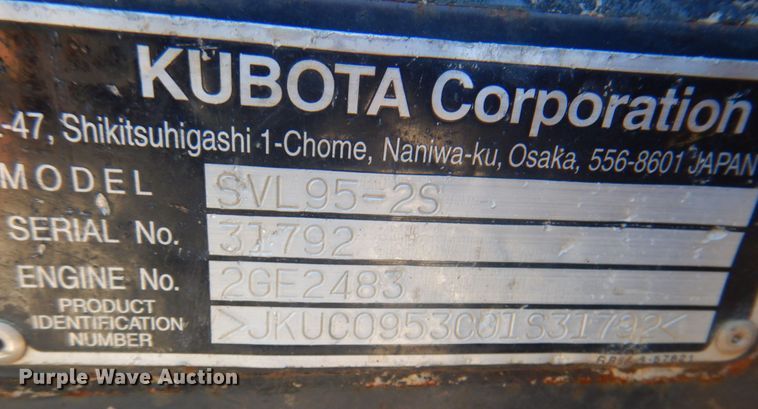 KUBOTA Corporation
-47, Shikitsuhigashi 1-Chome, Naniwa-ku, Osaka, 556-8601 JAPAN
MODEL SVL95-2S
SERIAL No. 31792
ENGINE No. 2GE2483
PRODUCT
IDENTIFICATION
NUMBER
>JKUC0953C01S31792<
Purple Wave Auction